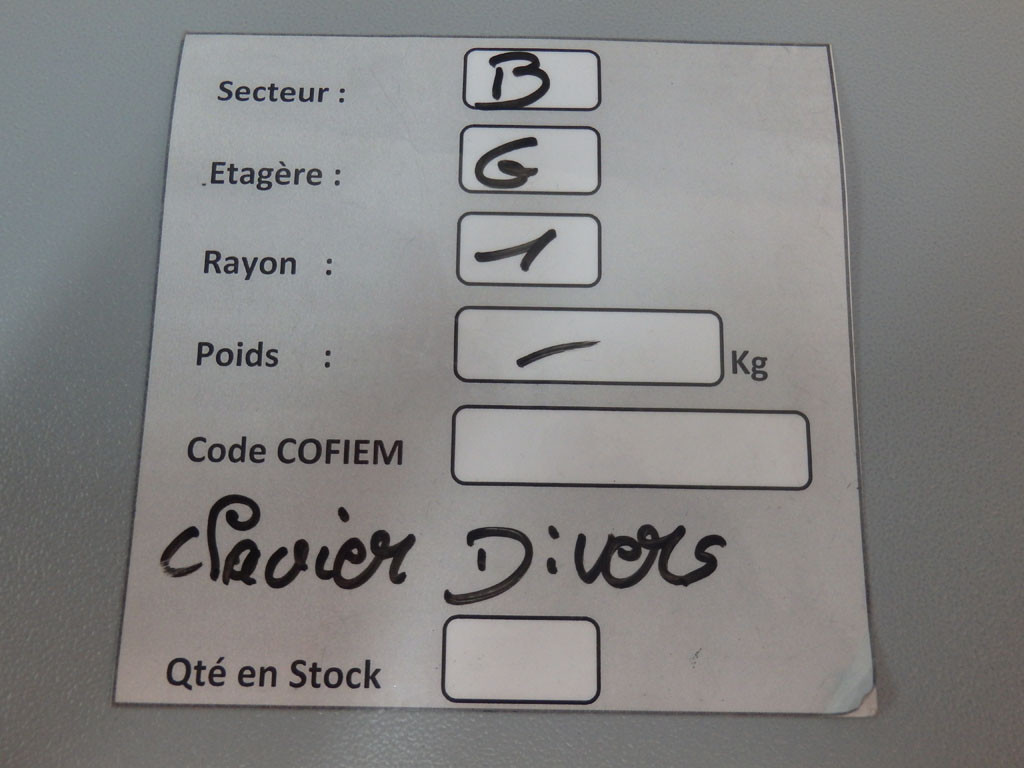 Secteur : B
Etagère : G
Rayon : 1
Poids : – Kg
Code COFIEM
Clavier Divers
Qté en Stock